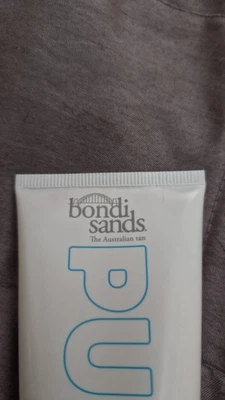 bondi
sands.
The Australian tan
PU